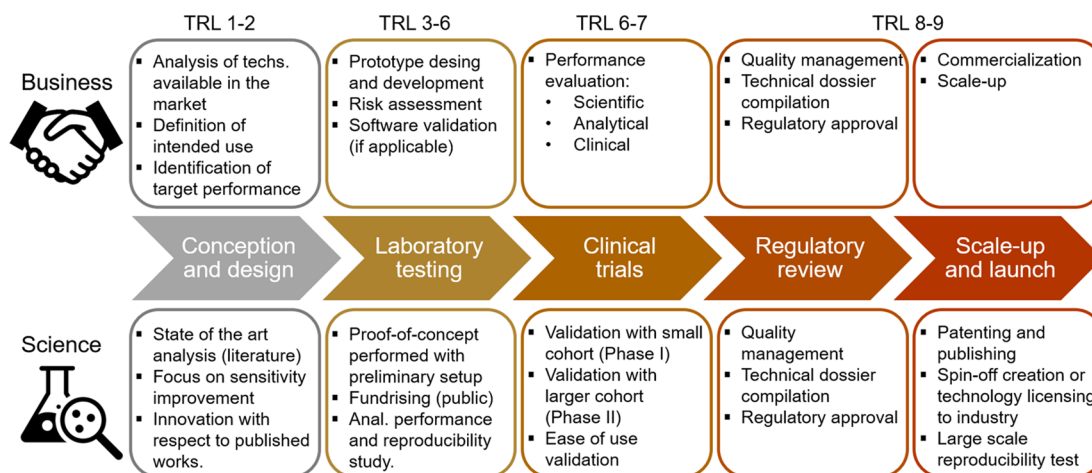 TRL 1-2
TRL 3-6
TRL 6-7
TRL 8-9
Business
▪ Analysis of techs.
available in the
market
▪ Definition of
intended use
▪ Identification of
target performance
▪ Prototype desing
and development
▪ Risk assessment
▪ Software validation
(if applicable)
▪ Performance
evaluation:
• Scientific
• Analytical
• Clinical
▪ Quality management
▪ Technical dossier
compilation
▪ Regulatory approval
▪ Commercialization
▪ Scale-up
Conception
and design
Laboratory
testing
Clinical
trials
Regulatory
review
Scale-up
and launch
Science
▪ State of the art
analysis (literature)
▪ Focus on sensitivity
improvement
▪ Innovation with
respect to published
works.
▪ Proof-of-concept
performed with
preliminary setup
▪ Fundrising (public)
▪ Anal. performance
and reproducibility
study.
▪ Validation with small
cohort (Phase I)
▪ Validation with
larger cohort
(Phase II)
▪ Ease of use
validation
▪ Quality
management
▪ Technical dossier
compilation
▪ Regulatory approval
▪ Patenting and
publishing
▪ Spin-off creation or
technology licensing
to industry
▪ Large scale
reproducibility test